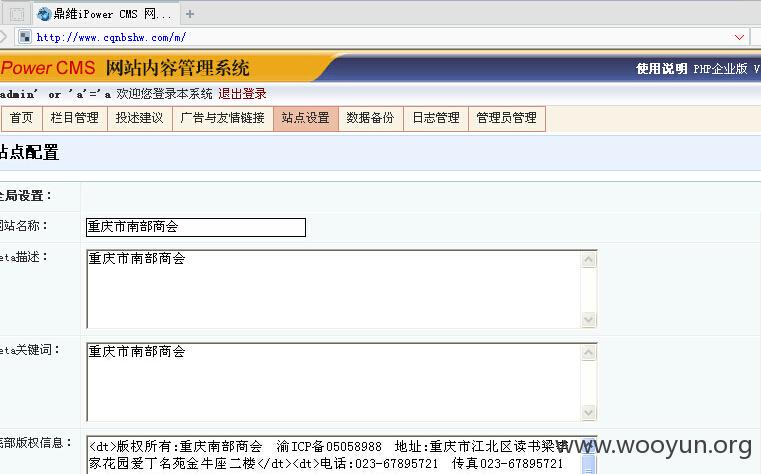 鼎维iPower CMS 网...
http://www.cqnbshw.com/m/
Power CMS 网站内容管理系统
使用说明 PHP企业版 V
admin' or 'a'='a 欢迎您登录本系统 退出登录
首页 栏目管理 投述建议 广告与友情链接 站点设置 数据备份 日志管理 管理员管理
站点配置
全局设置：
网站名称： 重庆市南部商会
eta描述： 重庆市南部商会
eta关键词： 重庆市南部商会
底部版权信息： <dt>版权所有:重庆南部商会 渝ICP备05058988 地址:重庆市江北区读书梁
家花园爱丁名苑金牛座二楼</dt><dt>电话:023-67895721 传真023-67895721
www.wooyun.org